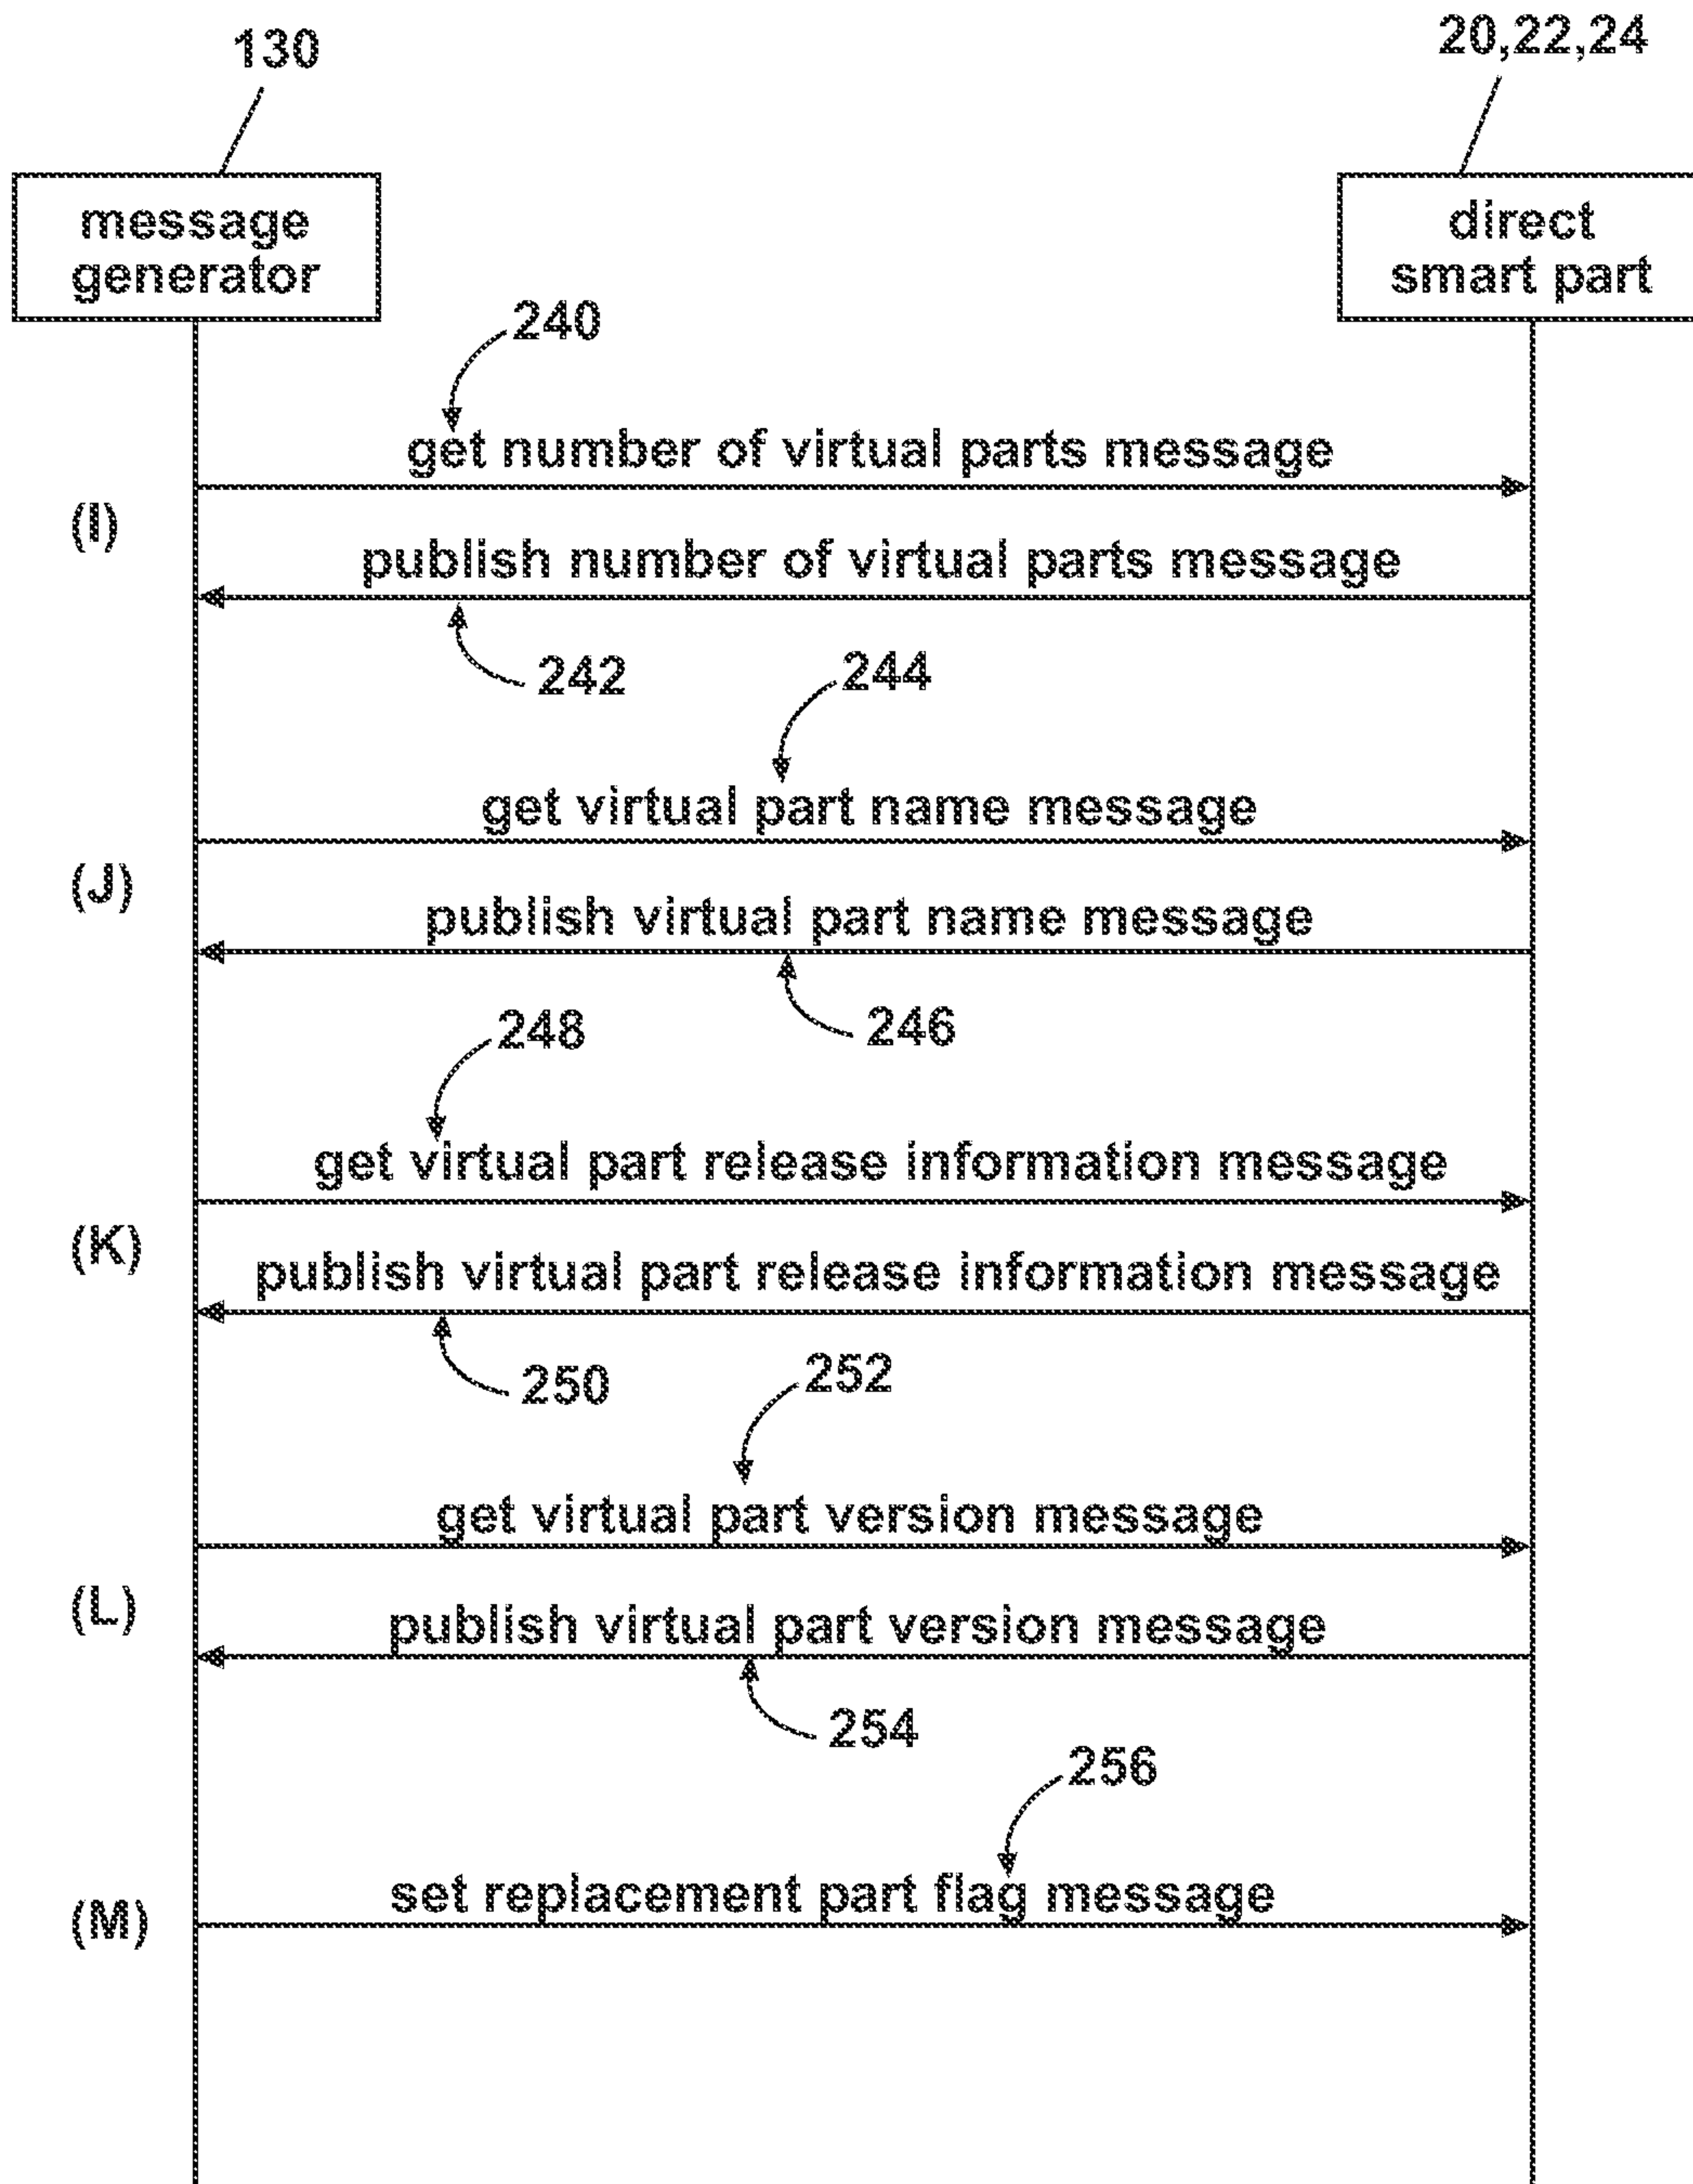 130
20,22,24
message
generator
direct
smart part
240
get number of virtual parts message
(I)
publish number of virtual parts message
242
244
get virtual part name message
(J)
publish virtual part name message
246
248
get virtual part release information message
(K)
publish virtual part release information message
250
252
get virtual part version message
(L)
publish virtual part version message
254
256
set replacement part flag message
(M)